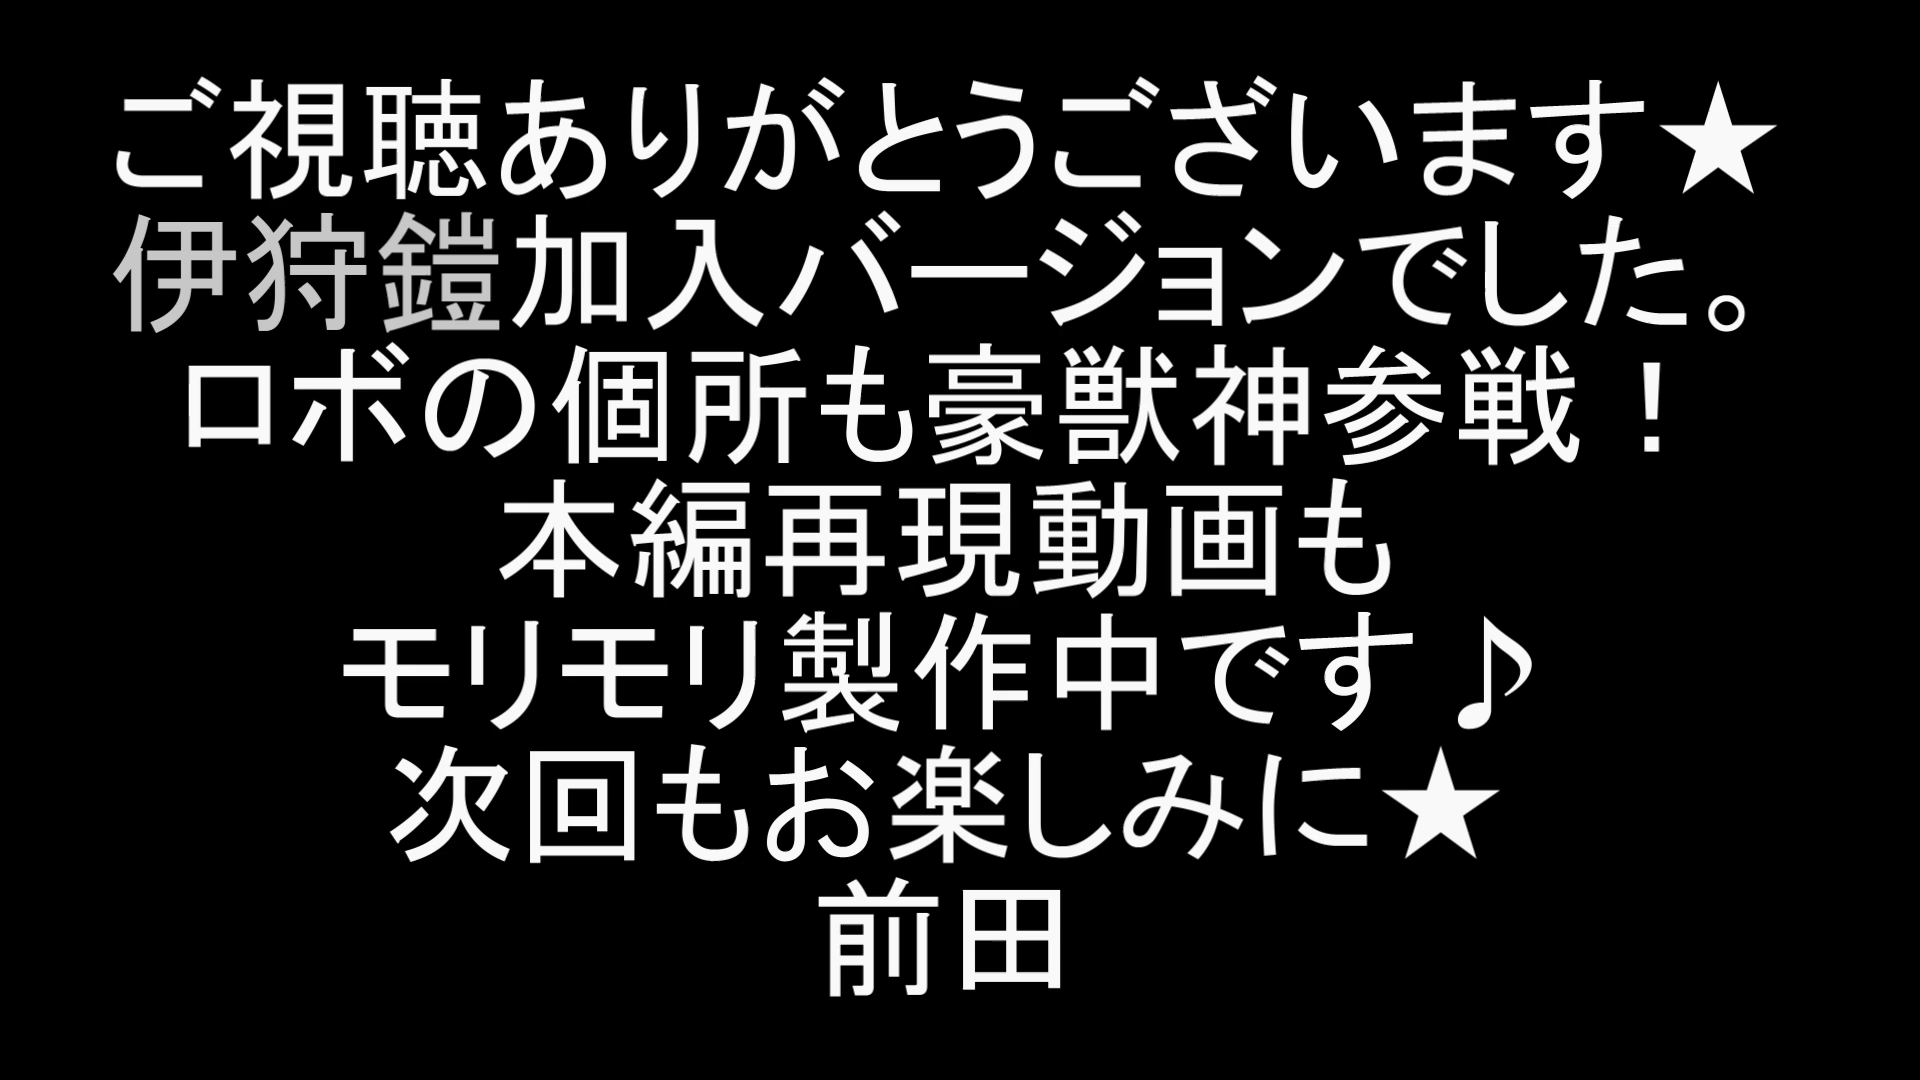 ご視聴ありがとうございます★
伊狩鎧加入バージョンでした。
ロボの個所も豪獣神参戦！
本編再現動画も
モリモリ製作中です♪
次回もお楽しみに★
前田